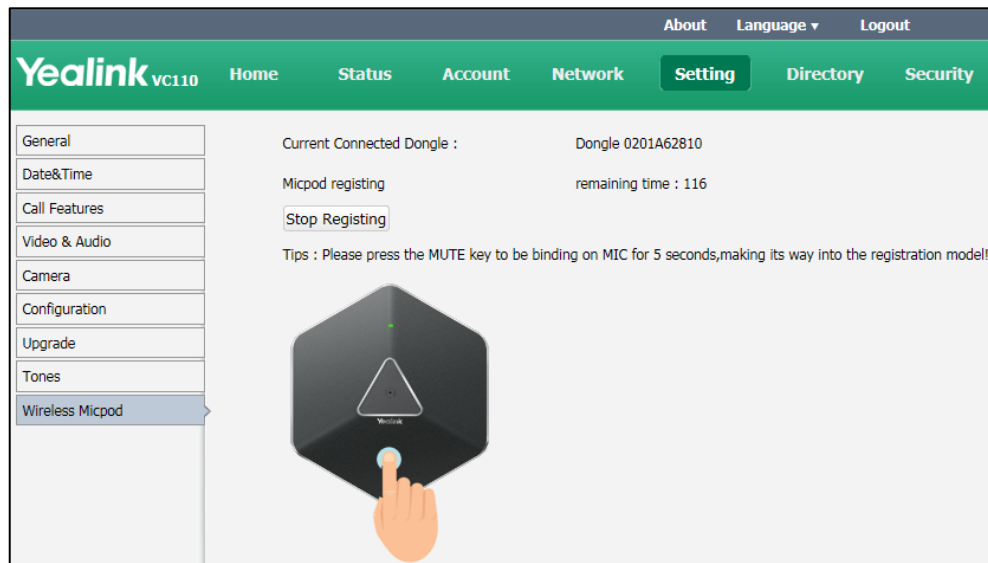 About Language ▾ Logout
Yealink VC110 Home Status Account Network Setting Directory Security
General
Date&Time
Call Features
Video & Audio
Camera
Configuration
Upgrade
Tones
Wireless Micpod
Current Connected Dongle : Dongle 0201A62810
Micpod registing remaining time : 116
Stop Registing
Tips : Please press the MUTE key to be binding on MIC for 5 seconds,making its way into the registration model!
Yealink